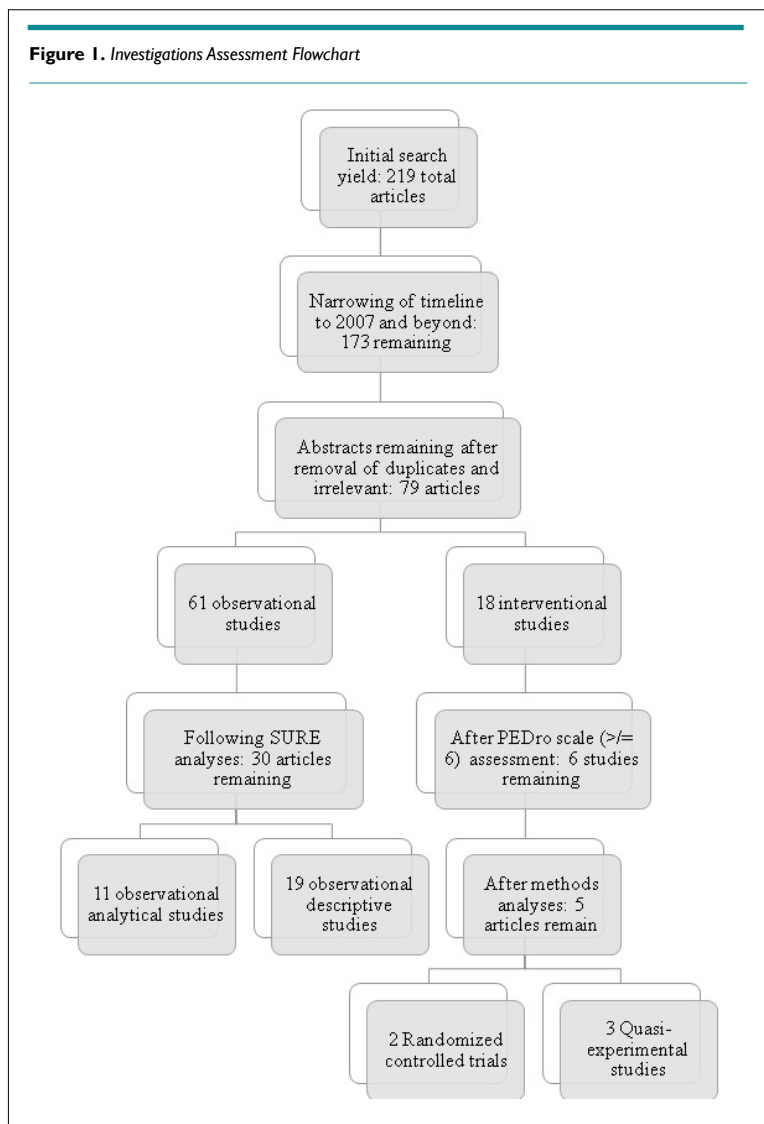 Figure 1. Investigations Assessment Flowchart
Initial search
yield: 219 total
articles
Narrowing of timeline
to 2007 and beyond:
173 remaining
Abstracts remaining after
removal of duplicates and
irrelevant: 79 articles
61 observational
studies
18 interventional
studies
Following SURE
analyses: 30 articles
remaining
After PEDro scale (>/=
6) assessment: 6 studies
remaining
11 observational
analytical studies
19 observational
descriptive
studies
After methods
analyses: 5
articles remain
2 Randomized
controlled trials
3 Quasi-
experimental
studies